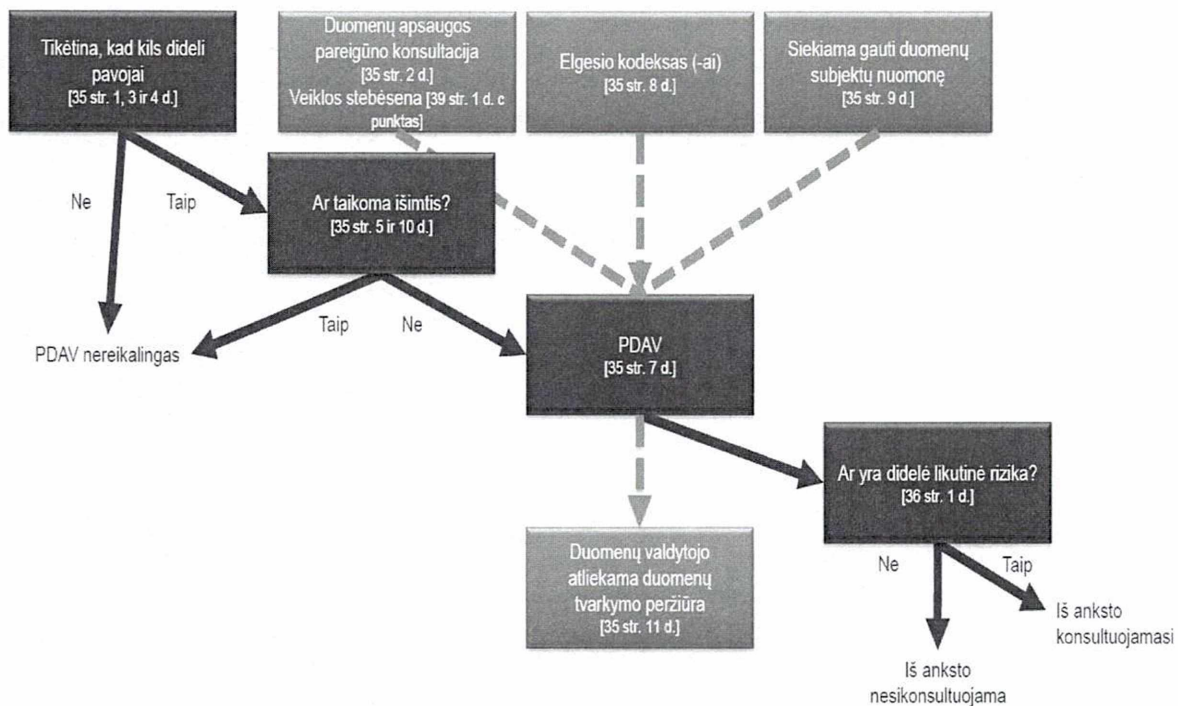 Tikėtina, kad kils dideli
pavojai
[35 str. 1, 3 ir 4 d.]
Duomenų apsaugos
pareigūno konsultacija
[35 str. 2 d.]
Veiklos stebėsena [39 str. 1 d. c
punktas]
Elgesio kodeksas (-ai)
[35 str. 8 d.]
Siekiama gauti duomenų
subjektų nuomonę
[35 str. 9 d.]
Ne
Taip
Ar taikoma išimtis?
[35 str. 5 ir 10 d.]
Taip
Ne
PDAV nereikalingas
PDAV
[35 str. 7 d.]
Ar yra didelė likutinė rizika?
[36 str. 1 d.]
Duomenų valdytojo
atliekama duomenų
tvarkymo peržiūra
[35 str. 11 d.]
Ne
Taip
Iš anksto
konsultuojamasi
Iš anksto
nesikonsultuojama